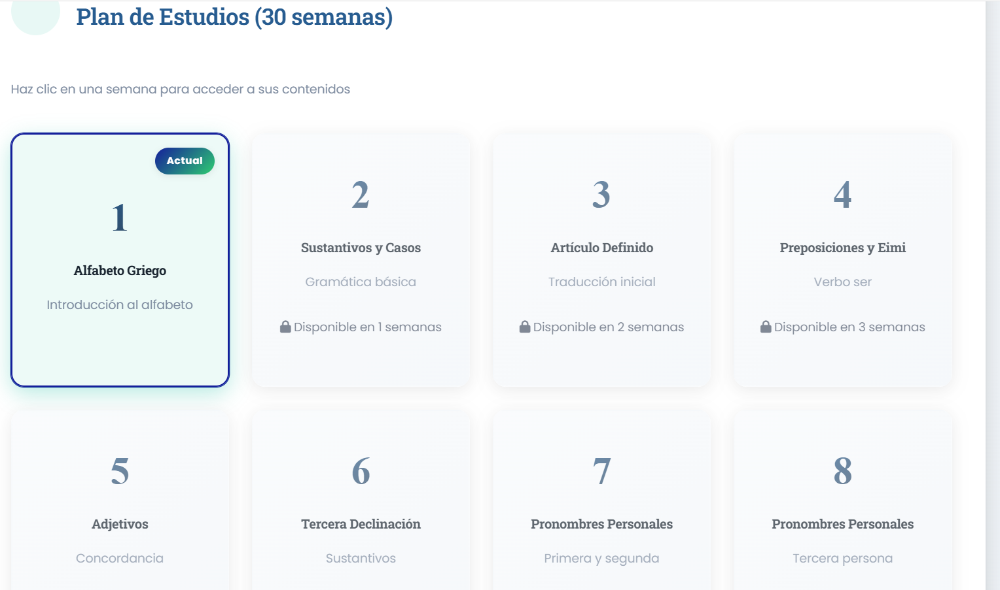 Plan de Estudios (30 semanas)
Haz clic en una semana para acceder a sus contenidos
Actual
1
Alfabeto Griego
Introducción al alfabeto
2
Sustantivos y Casos
Gramática básica
Disponible en 1 semanas
3
Artículo Definido
Traducción inicial
Disponible en 2 semanas
4
Preposiciones y Eimi
Verbo ser
Disponible en 3 semanas
5
Adjetivos
Concordancia
6
Tercera Declinación
Sustantivos
7
Pronombres Personales
Primera y segunda
8
Pronombres Personales
Tercera persona